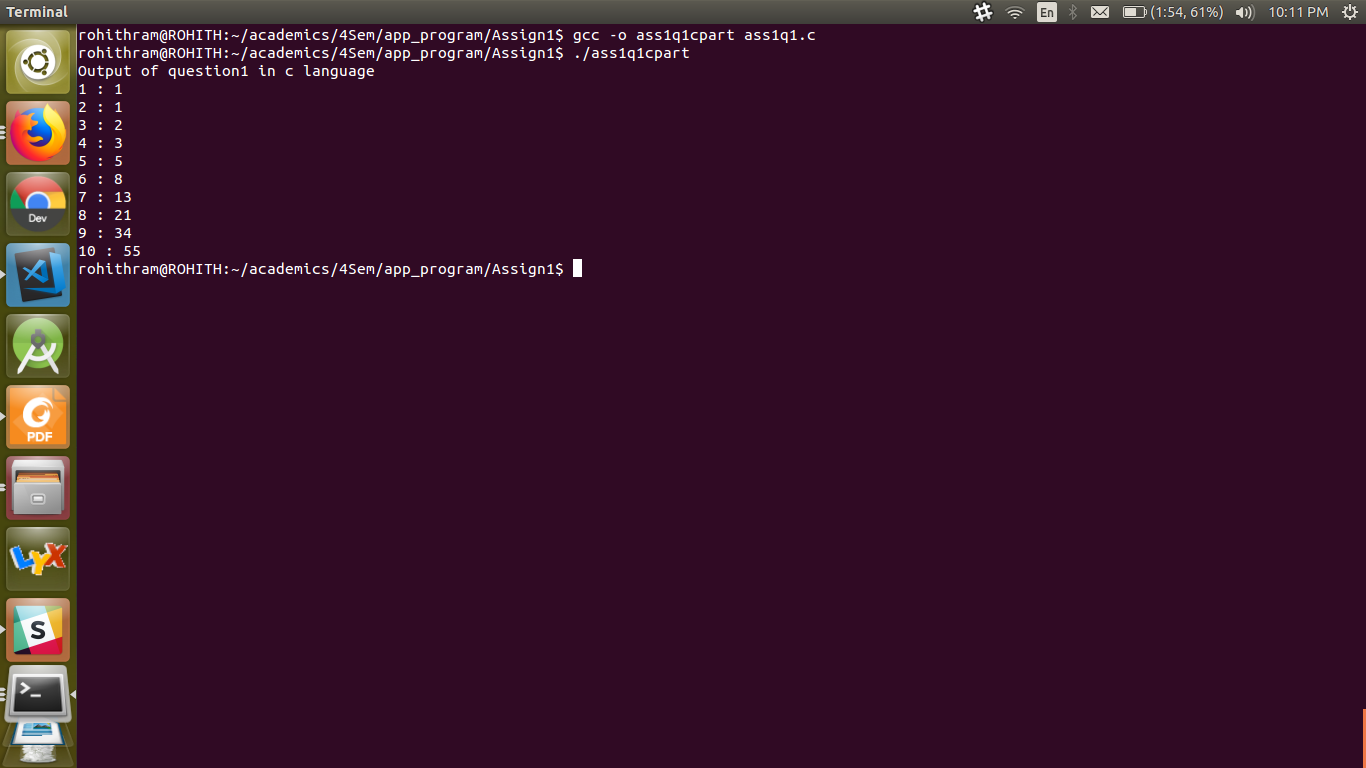 Terminal
En
(1:54, 61%)
10:11 PM
rohithram@ROHITH:~/academics/4Sem/app_program/Assign1$ gcc -o ass1q1cpart ass1q1.c
rohithram@ROHITH:~/academics/4Sem/app_program/Assign1$ ./ass1q1cpart
Output of question1 in c language
1 : 1
2 : 1
3 : 2
4 : 3
5 : 5
6 : 8
7 : 13
8 : 21
9 : 34
10 : 55
rohithram@ROHITH:~/academics/4Sem/app_program/Assign1$
Dev
PDF
LYX
S
>_